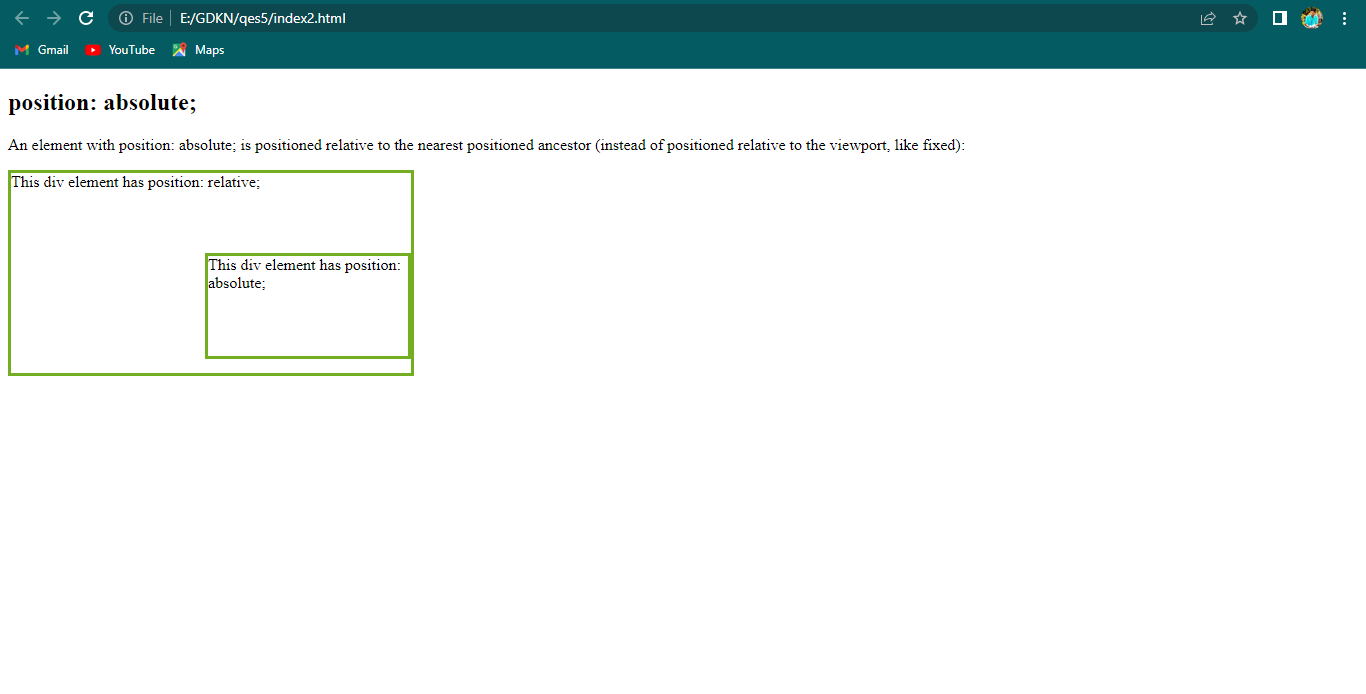 File E:/GDKN/qes5/index2.html
Gmail YouTube Maps
position: absolute;
An element with position: absolute; is positioned relative to the nearest positioned ancestor (instead of positioned relative to the viewport, like fixed):
This div element has position: relative;
This div element has position:
absolute;